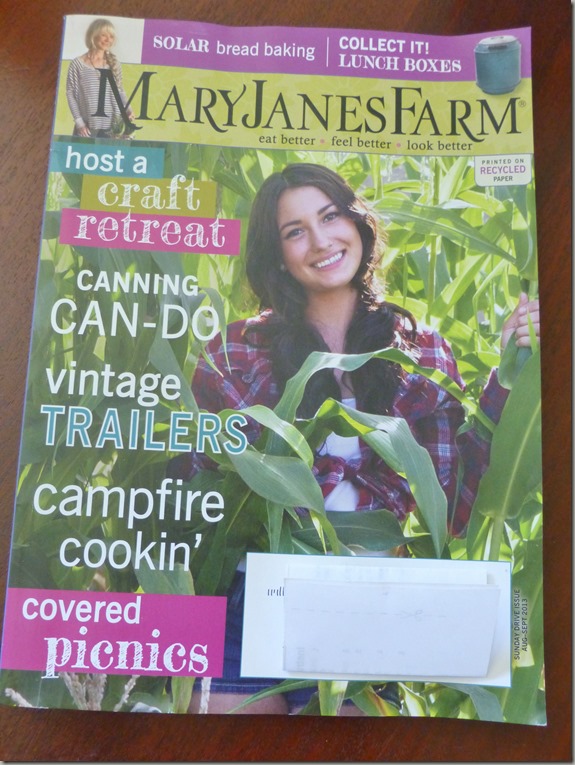 SOLAR bread baking
COLLECT IT!
LUNCH BOXES
MARYJANESFARM®
eat better • feel better • look better
PRINTED ON
RECYCLED
PAPER
host a
craft
retreat
CANNING
CAN-DO
vintage
TRAILERS
campfire
cookin'
covered
picnics
SUNDAY DRIVE ISSUE
AUG–SEPT 2013